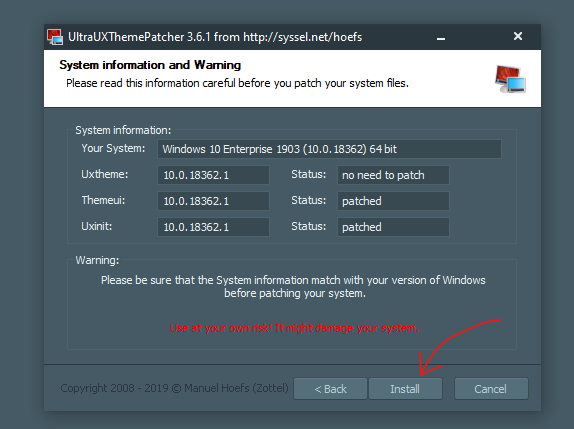 UltraUXThemePatcher 3.6.1 from http://syssel.net/hoefs
System information and Warning
Please read this information careful before you patch your system files.
System information:
Your System: Windows 10 Enterprise 1903 (10.0.18362) 64 bit
Uxtheme: 10.0.18362.1 Status: no need to patch
Themeui: 10.0.18362.1 Status: patched
Uxinit: 10.0.18362.1 Status: patched
Warning:
Please be sure that the System information match with your version of Windows
before patching your system.
Use at your own risk! It might damage your system.
Copyright 2008 - 2019 © Manuel Hoefs (Zottel) < Back Install Cancel